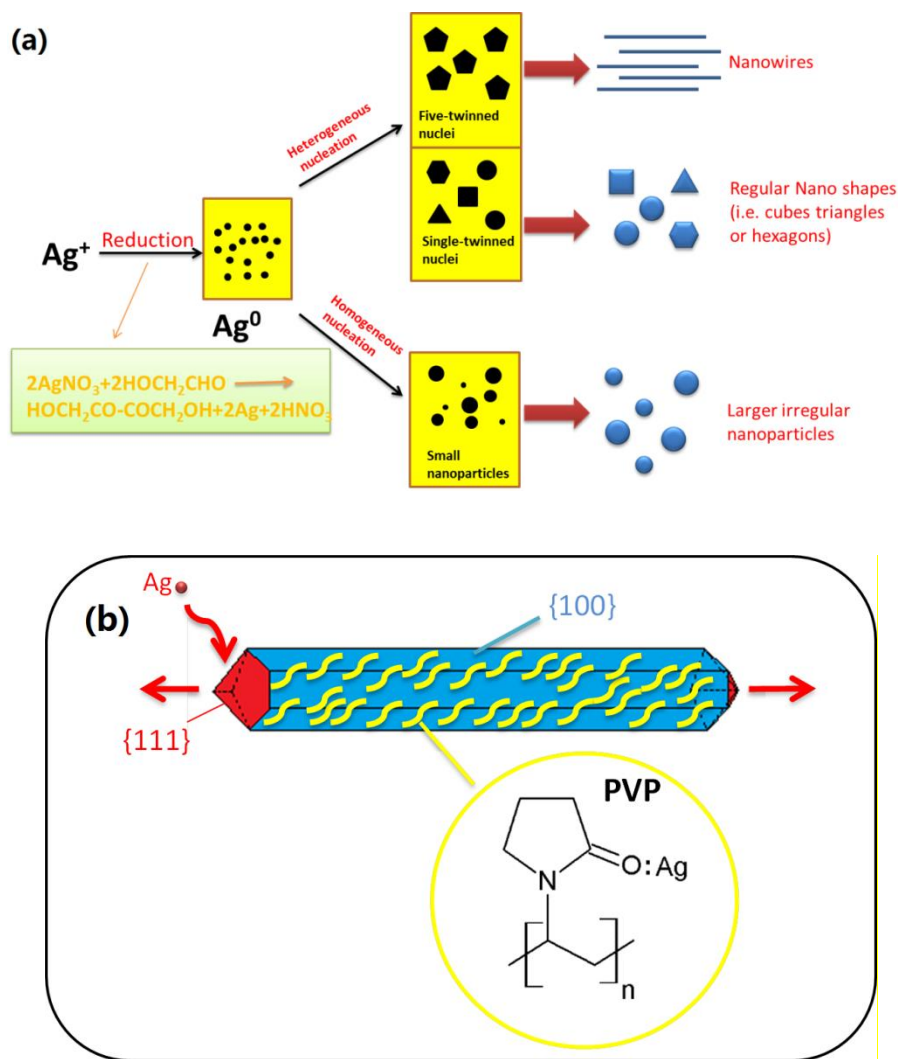 (a)
Heterogeneous
nucleation
Five-twinned
nuclei
Nanowires
Single-twinned
nuclei
Regular Nano shapes
(i.e. cubes triangles
or hexagons)
Ag⁺
Reduction
Ag⁰
Homogeneous
nucleation
2AgNO₃+2HOCH₂CHO
HOCH₂CO-COCH₂OH+2Ag+2HNO₃
Small
nanoparticles
Larger irregular
nanoparticles
(b)
Ag
{100}
{111}
PVP
O:Ag
N
n